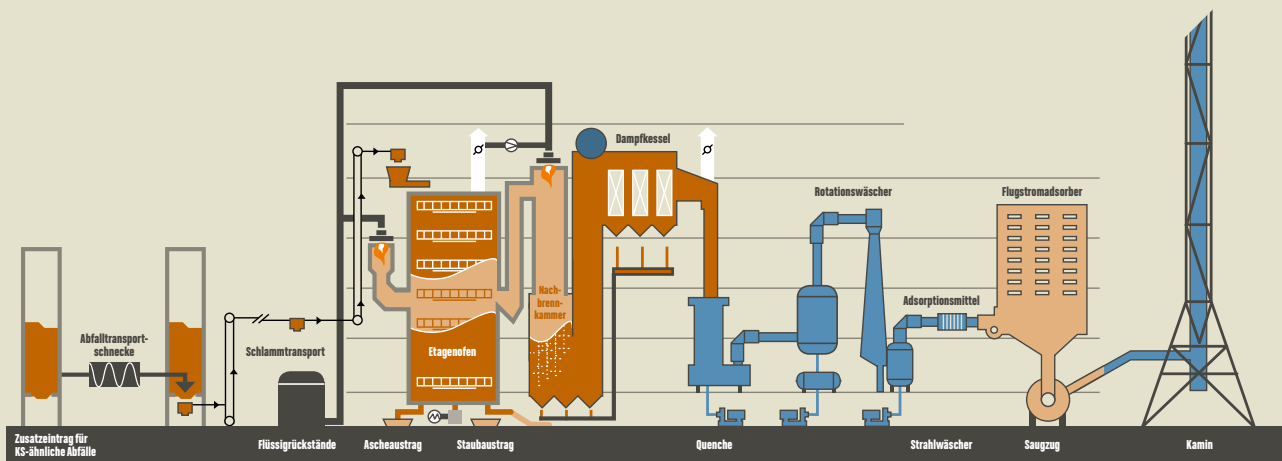 Dampfkessel
Rotationswäscher
Flugstromadsorber
Nach-
brenn-
kammer
Adsorptionsmittel
Abfalltransport-
schnecke
Schlammtransport
Etagenofen
Zusatzeintrag für
KS-ähnliche Abfälle
Flüssigrückstände
Ascheaustrag
Staubaustrag
Quenche
Strahlwäscher
Saugzug
Kamin